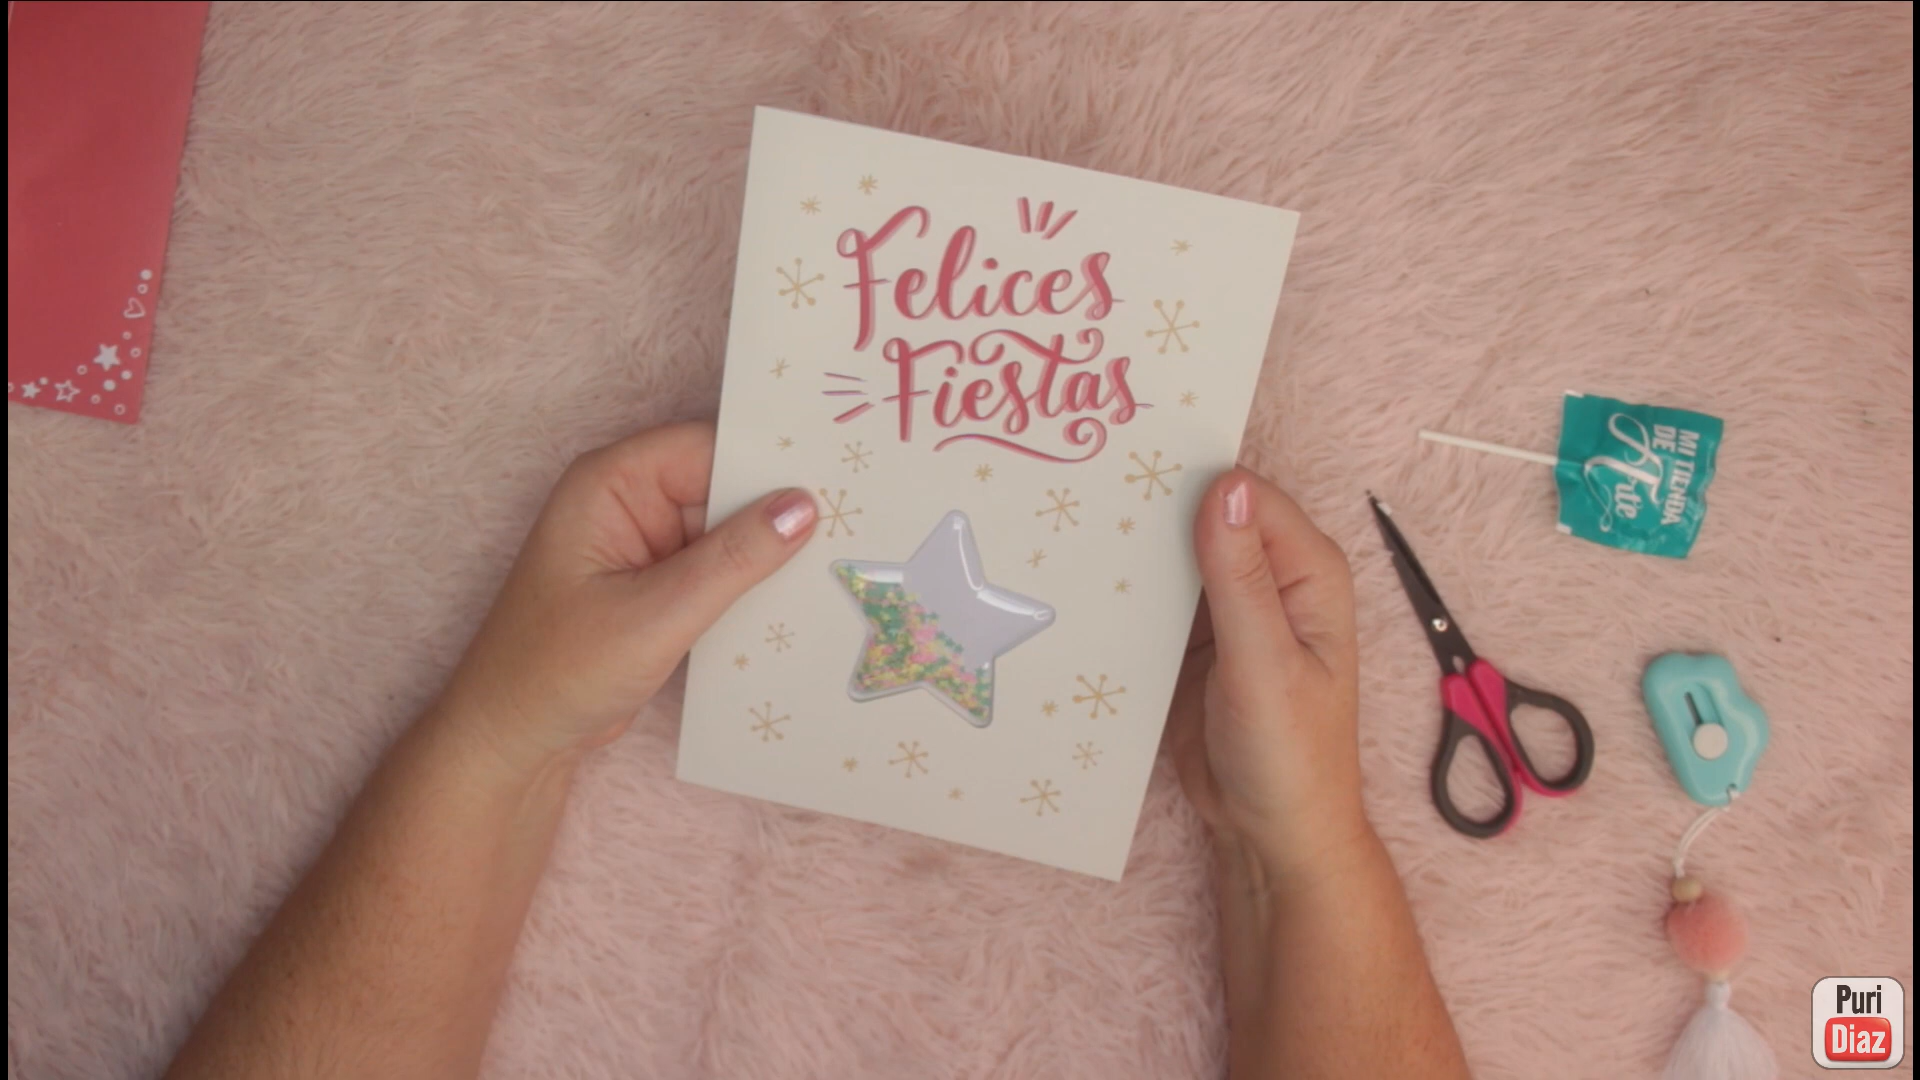 Felices
Fiestas
MI TIENDA
DE
Arte
Puri
Diaz